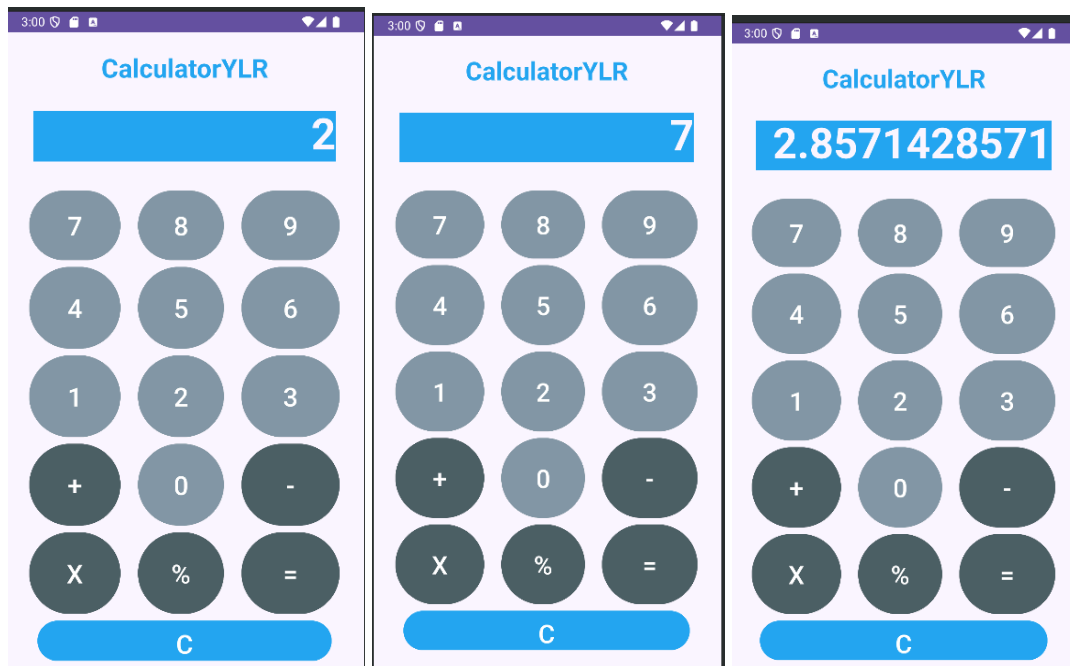 3:00
CalculatorYLR
2
7 8 9
4 5 6
1 2 3
+ 0 -
X % =
C
3:00
CalculatorYLR
7
7 8 9
4 5 6
1 2 3
+ 0 -
X % =
C
3:00
CalculatorYLR
2.8571428571
7 8 9
4 5 6
1 2 3
+ 0 -
X % =
C